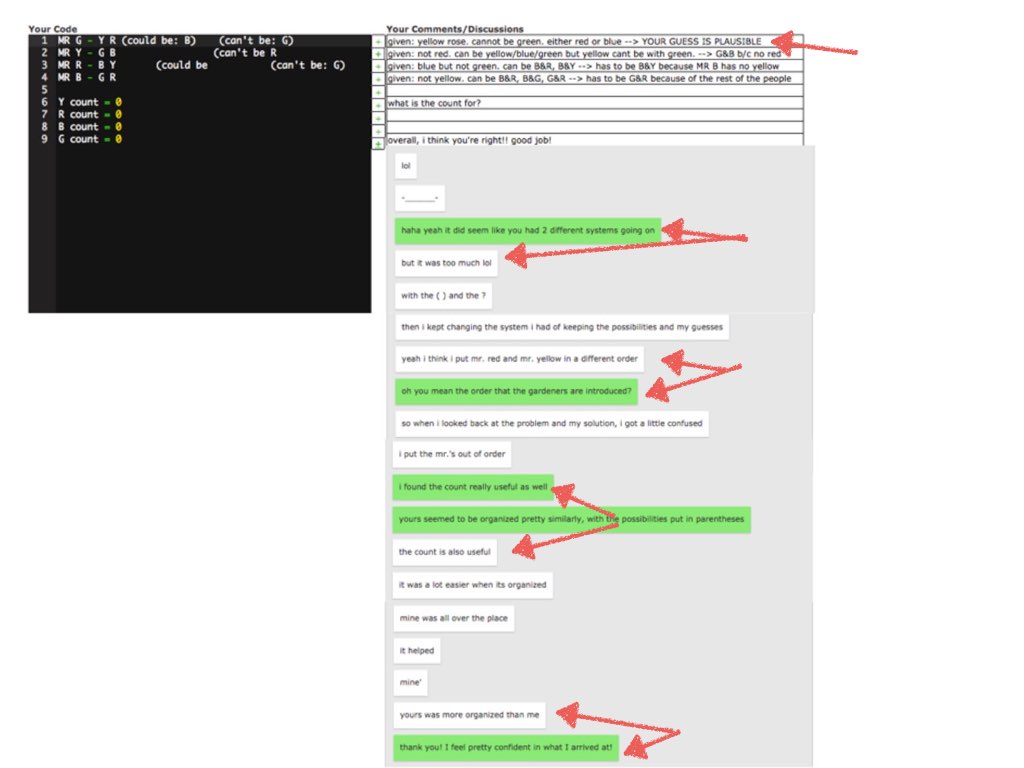 Your Code
Your Comments/Discussions
1 MR G - Y R (could be: B) (can't be: G)
+ given: yellow rose. cannot be green. either red or blue --> YOUR GUESS IS PLAUSIBLE
2 MR Y - G B (can't be R
+ given: not red. can be yellow/blue/green but yellow cant be with green. --> G&B b/c no red
3 MR R - B Y (could be (can't be: G)
+ given: blue but not green. can be B&R, B&Y --> has to be B&Y because MR B has no yellow
4 MR B - G R
+ given: not yellow. can be B&R, B&G, G&R --> has to be G&R because of the rest of the people
5
+
6 Y count = 0
+ what is the count for?
7 R count = 0
+
8 B count = 0
+
9 G count = 0
+ overall, i think you're right!! good job!
lol
-_______-
haha yeah it did seem like you had 2 different systems going on
but it was too much lol
with the ( ) and the ?
then i kept changing the system i had of keeping the possibilities and my guesses
yeah i think i put mr. red and mr. yellow in a different order
oh you mean the order that the gardeners are introduced?
so when i looked back at the problem and my solution, i got a little confused
i put the mr.'s out of order
i found the count really useful as well
yours seemed to be organized pretty similarly, with the possibilities put in parentheses
the count is also useful
it was a lot easier when its organized
mine was all over the place
it helped
mine'
yours was more organized than me
thank you! I feel pretty confident in what I arrived at!